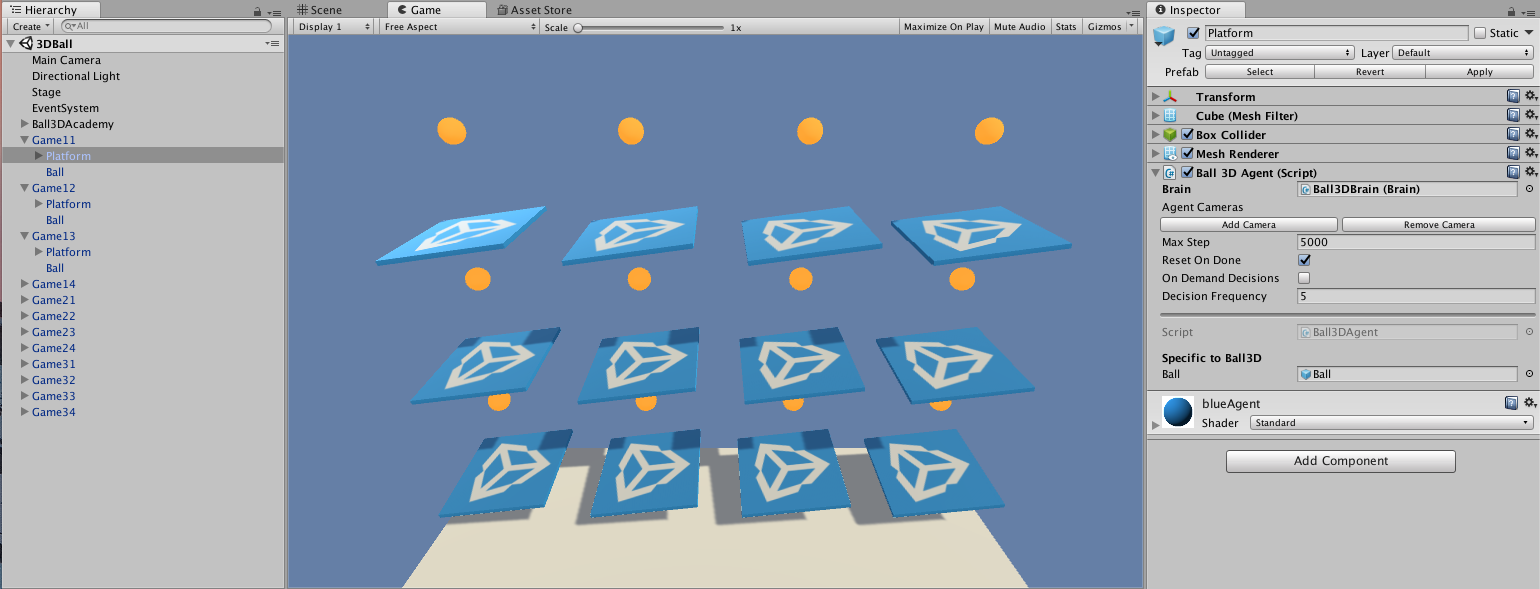 Hierarchy
Create
All
3DBall
Main Camera
Directional Light
Stage
EventSystem
Ball3DAcademy
Game11
Platform
Ball
Game12
Platform
Ball
Game13
Platform
Ball
Game14
Game21
Game22
Game23
Game24
Game31
Game32
Game33
Game34
Scene Game Asset Store
Display 1 Free Aspect Scale 1x Maximize On Play Mute Audio Stats Gizmos
Inspector
Platform Static
Tag Untagged Layer Default
Prefab Select Revert Apply
Transform
Cube (Mesh Filter)
Box Collider
Mesh Renderer
Ball 3D Agent (Script)
Brain Ball3DBrain (Brain)
Agent Cameras
Add Camera Remove Camera
Max Step 5000
Reset On Done
On Demand Decisions
Decision Frequency 5
Script Ball3DAgent
Specific to Ball3D
Ball Ball
blueAgent
Shader Standard
Add Component